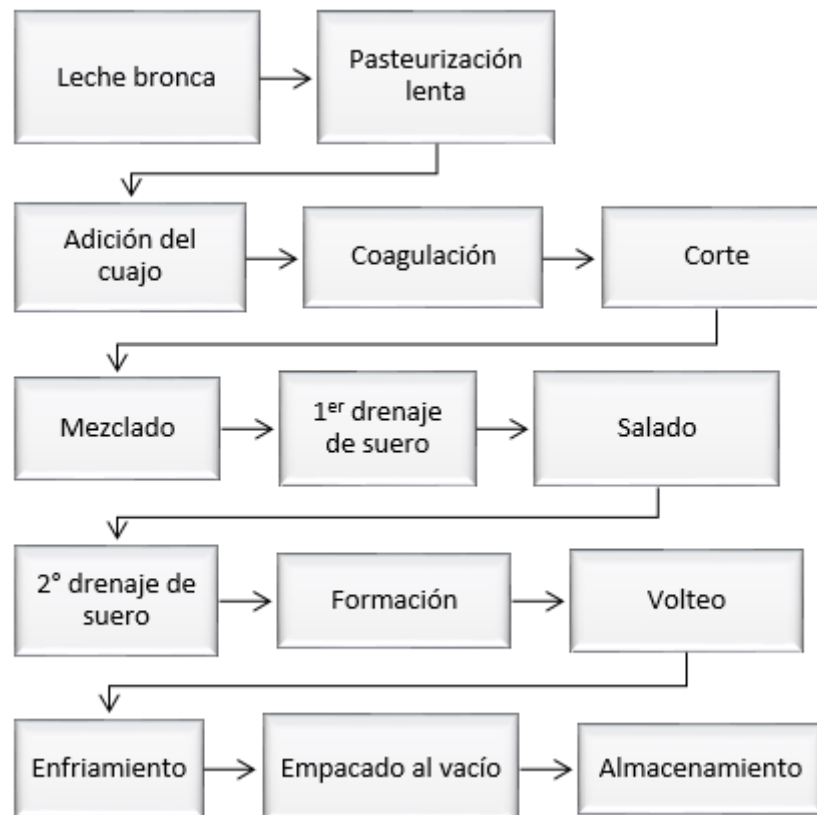 Leche bronca
Pasteurización
lenta
Adición del
cuajo
Coagulación
Corte
Mezclado
1er drenaje
de suero
Salado
2° drenaje de
suero
Formación
Volteo
Enfriamiento
Empacado al vacío
Almacenamiento